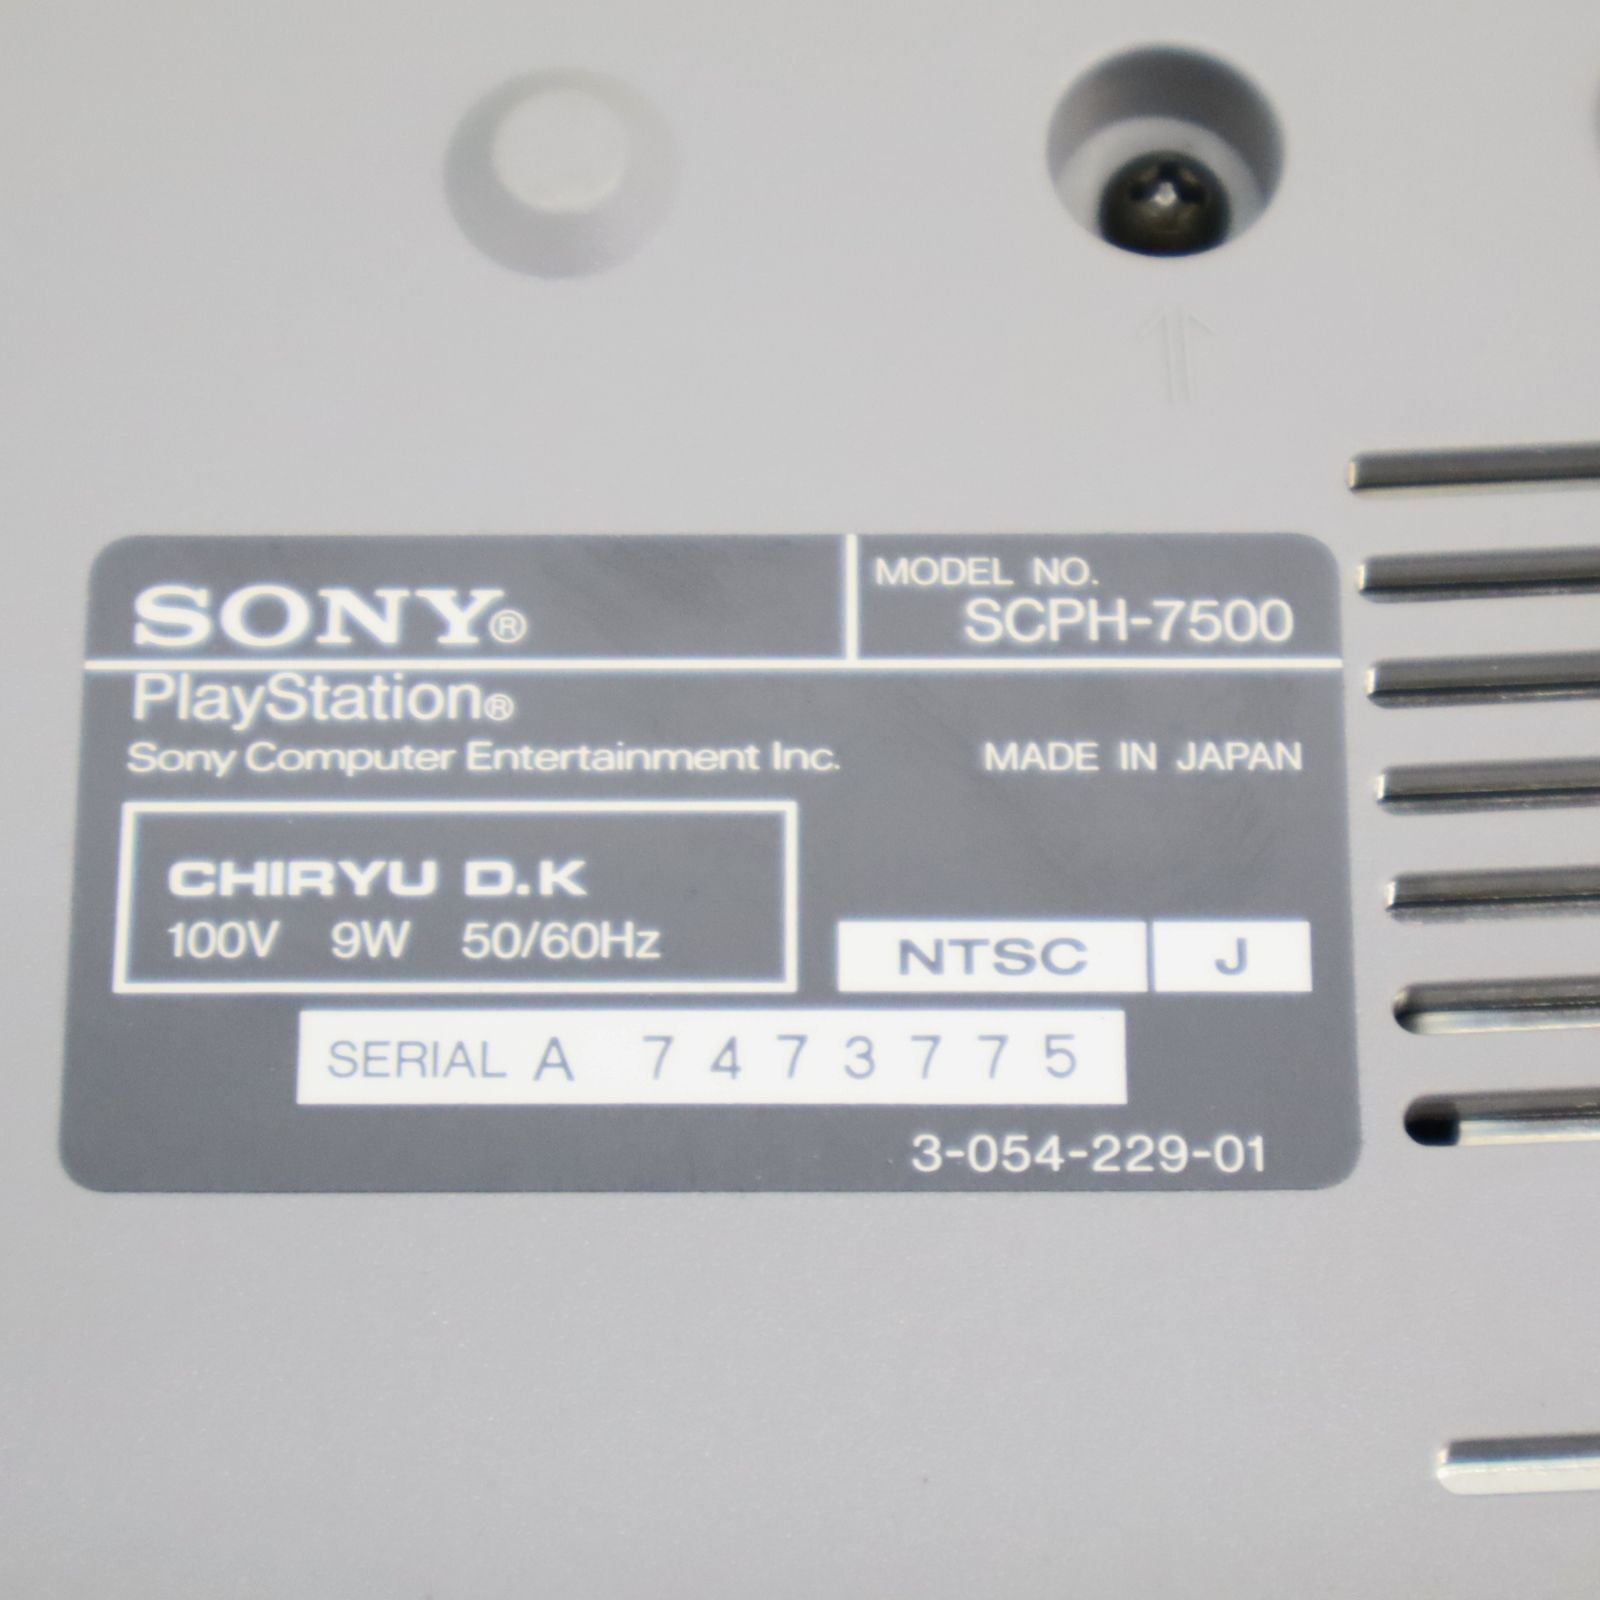 SONY®
MODEL NO.
SCPH-7500
PlayStation®
Sony Computer Entertainment Inc.
MADE IN JAPAN
CHIRYU D.K
100V 9W 50/60Hz
NTSC J
SERIAL A 7473775
3-054-229-01